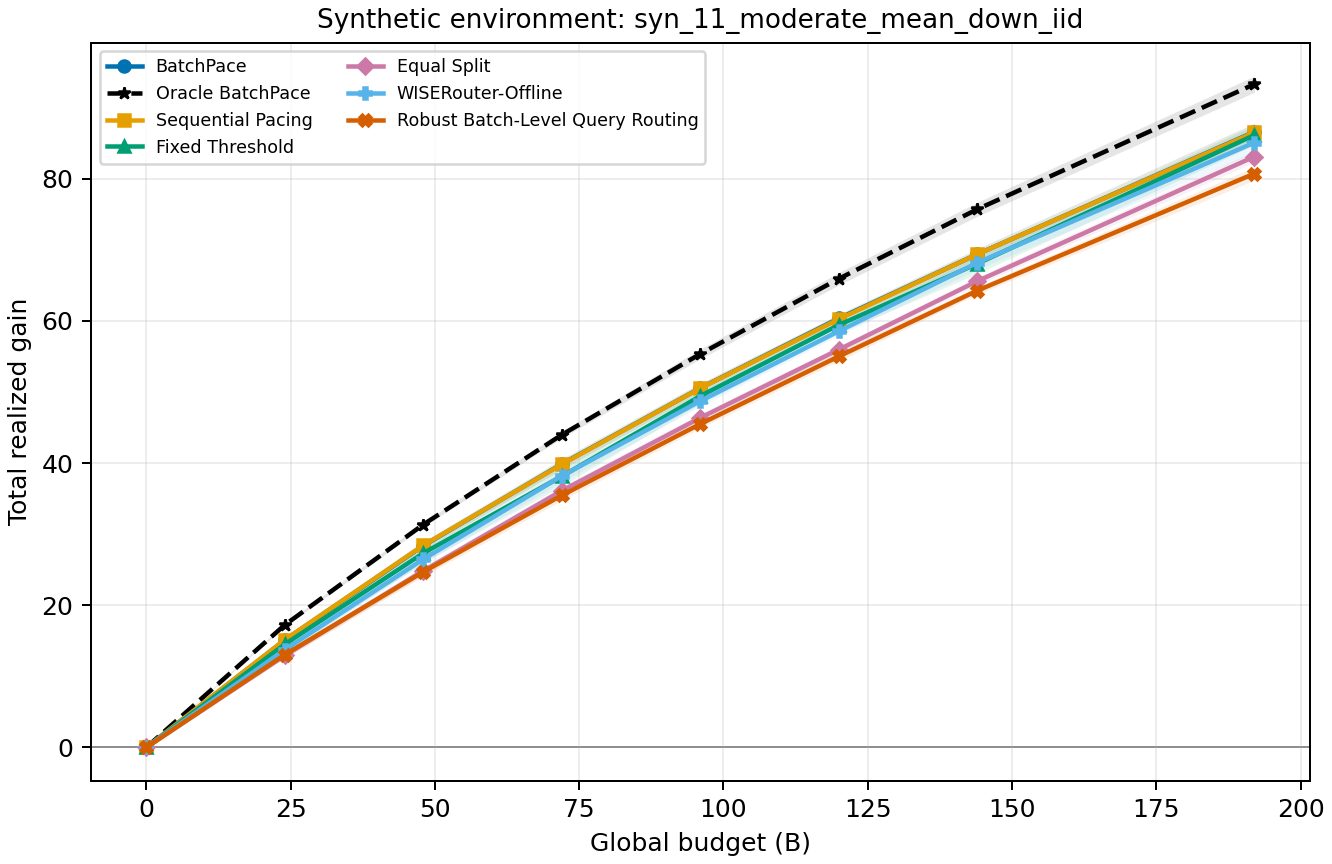 Synthetic environment: syn_11_moderate_mean_down_iid
BatchPace
Oracle BatchPace
Sequential Pacing
Fixed Threshold
Equal Split
WISERouter-Offline
Robust Batch-Level Query Routing
Total realized gain
80
60
40
20
0
0 25 50 75 100 125 150 175 200
Global budget (B)